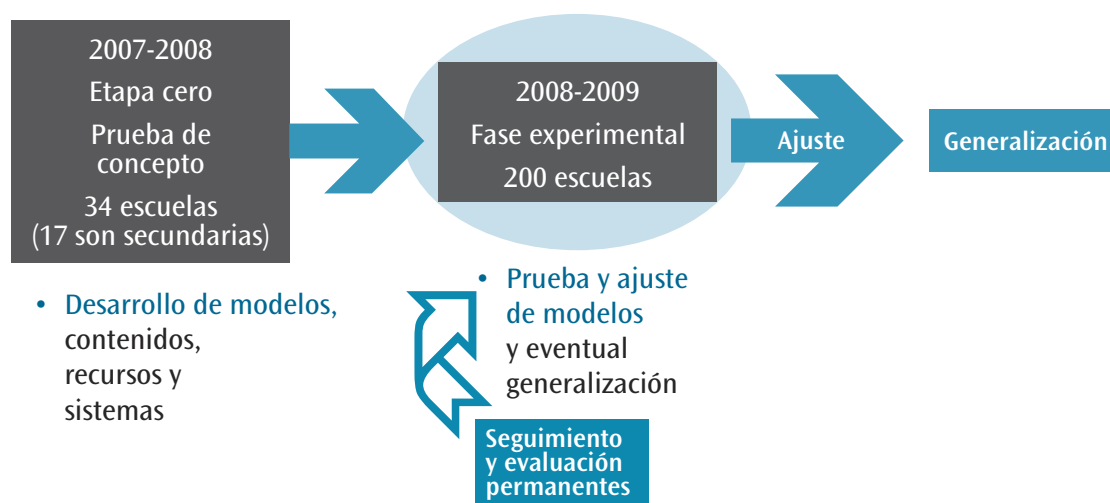 2007-2008
Etapa cero
Prueba de
concepto
34 escuelas
(17 son secundarias)
2008-2009
Fase experimental
200 escuelas
Ajuste
Generalización
• Desarrollo de modelos,
contenidos,
recursos y
sistemas
• Prueba y ajuste
de modelos
y eventual
generalización
Seguimiento
y evaluación
permanentes